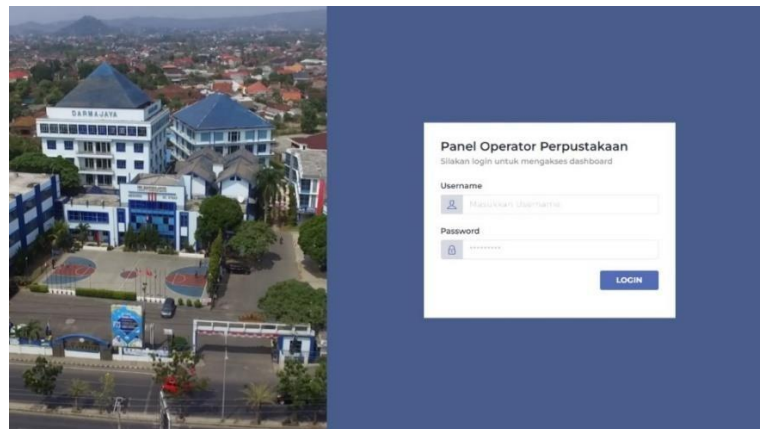 DARMAJAYA
Panel Operator Perpustakaan
Silakan login untuk mengakses dashboard
Username
Masukkan Username
Password
*********
LOGIN